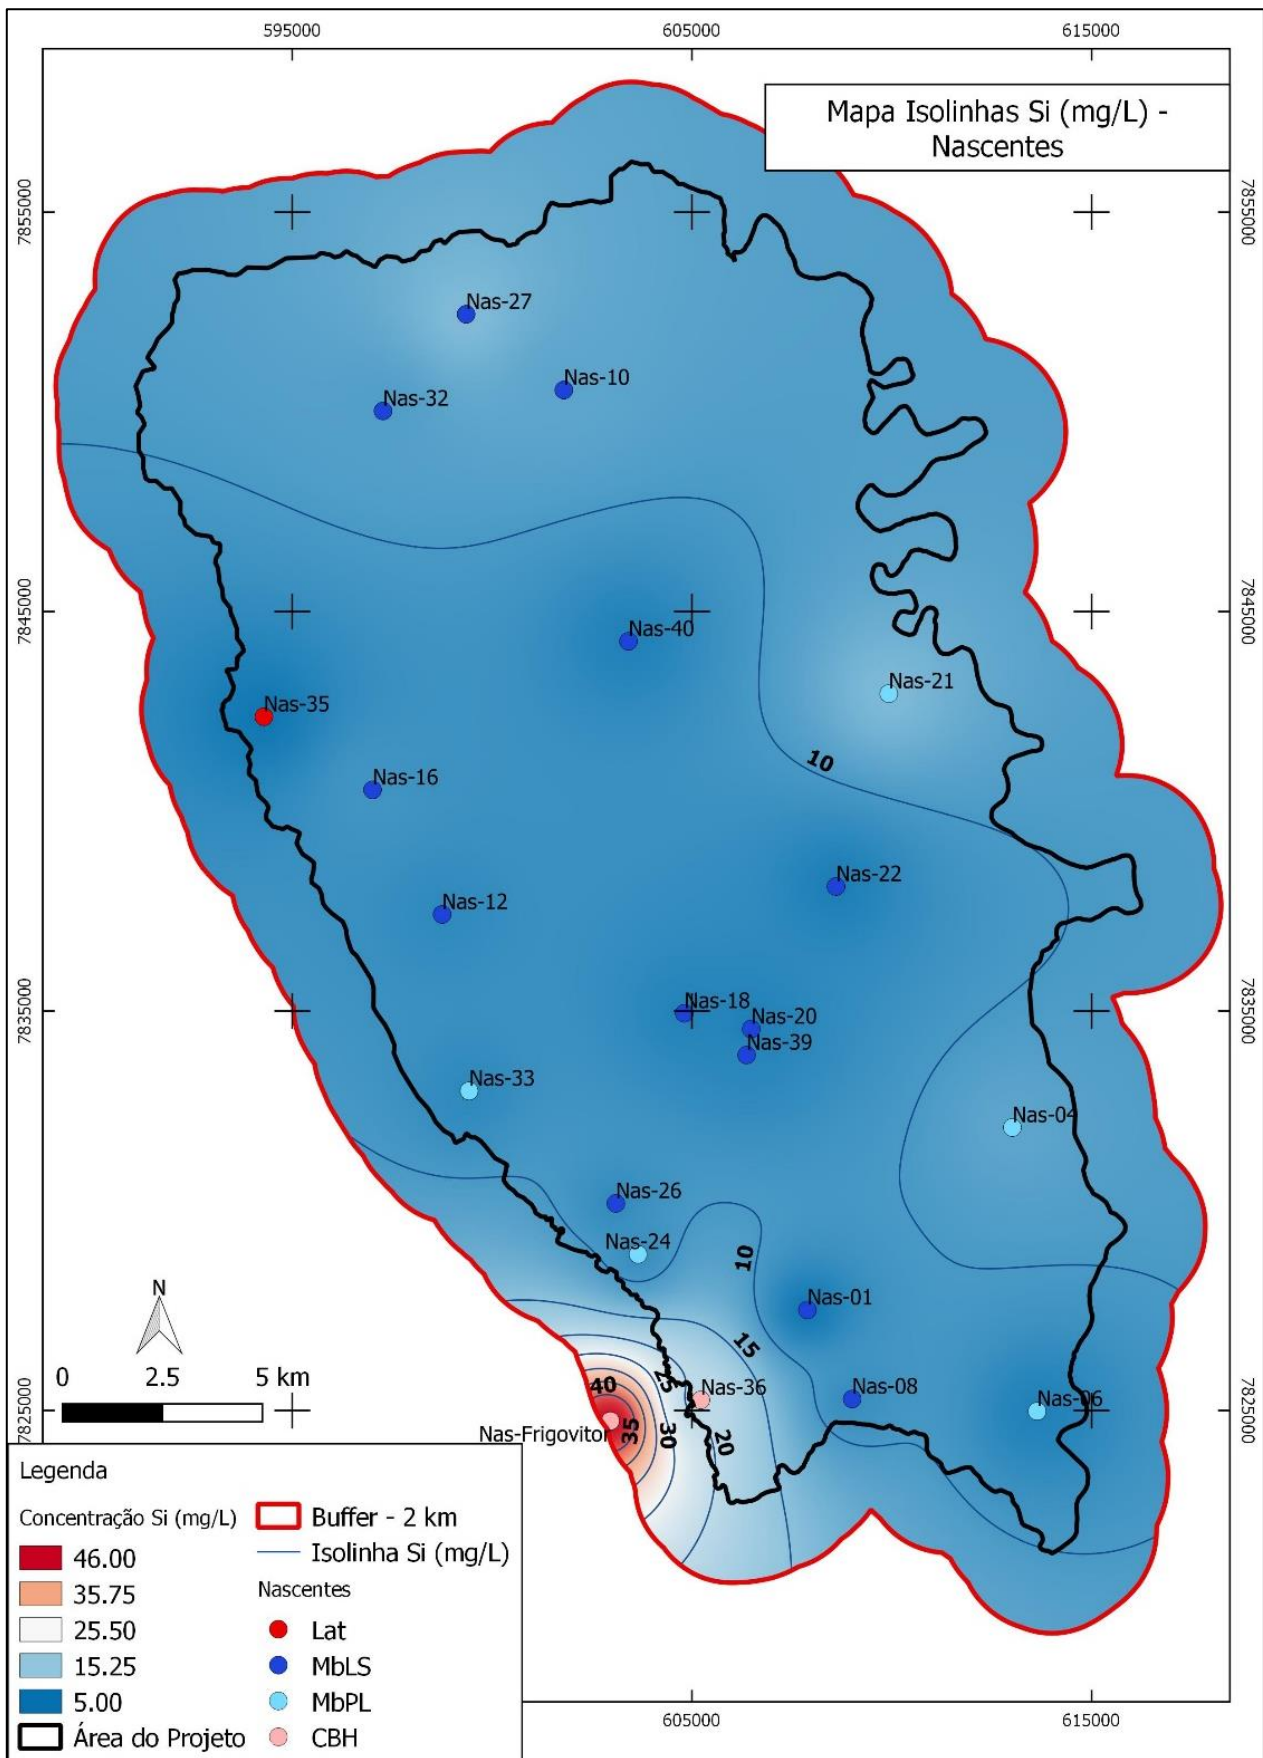 595000
605000
615000
Mapa Isolinhas Si (mg/L) -
Nascentes
7855000
7855000
Nas-27
Nas-10
Nas-32
7845000
7845000
Nas-40
Nas-21
Nas-35
10
Nas-16
Nas-22
Nas-12
7835000
7835000
Nas-18
Nas-20
Nas-39
Nas-33
Nas-04
Nas-26
Nas-24
10
N
Nas-01
15
0 2.5 5 km
40
25
Nas-36
Nas-08
Nas-06
7825000
7825000
Nas-Frigovitor
35
30
20
Legenda
Concentração Si (mg/L)
46.00
35.75
25.50
15.25
5.00
Área do Projeto
Buffer - 2 km
Isolinha Si (mg/L)
Nascentes
Lat
MbLS
MbPL
CBH
605000
615000